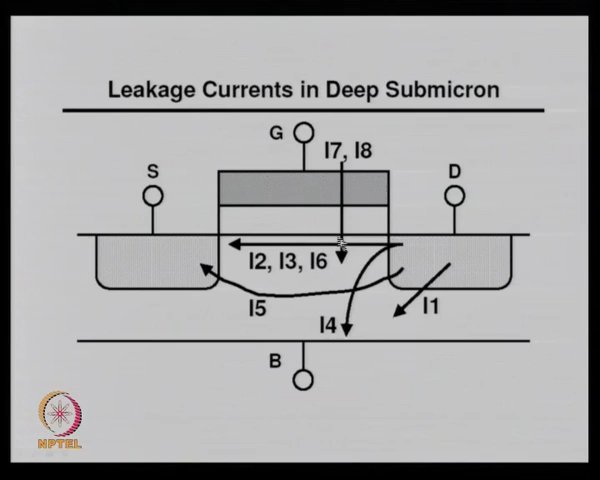 Leakage Currents in Deep Submicron
G
I7, I8
S
D
I2, I3, I6
I5
I4
I1
B
NPTEL